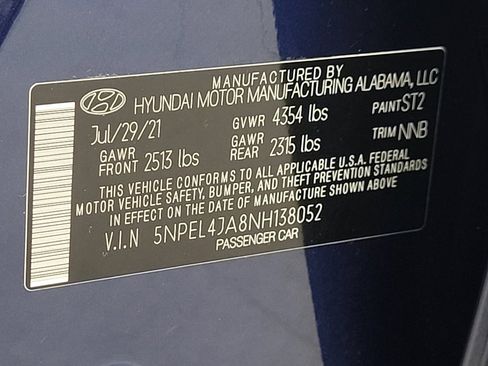 MANUFACTURED BY
HYUNDAI MOTOR MANUFACTURING ALABAMA, LLC
Jul/29/21 GVWR 4354 lbs PAINT ST2
GAWR FRONT 2513 lbs GAWR REAR 2315 lbs TRIM NNB
THIS VEHICLE CONFORMS TO ALL APPLICABLE U.S.A. FEDERAL
MOTOR VEHICLE SAFETY, BUMPER, AND THEFT PREVENTION STANDARDS
IN EFFECT ON THE DATE OF MANUFACTURE SHOWN ABOVE.
V.I.N 5NPEL4JA8NH138052
PASSENGER CAR